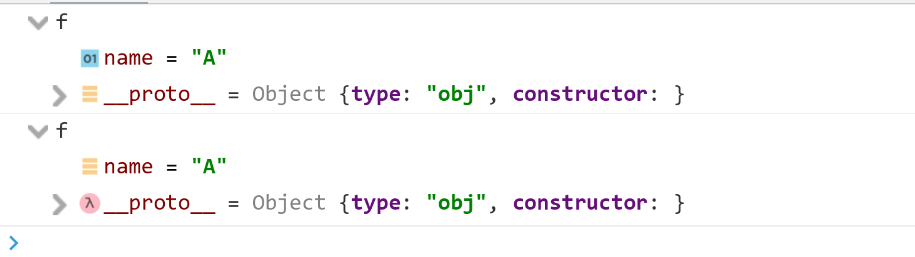 f
01 name = "A"
__proto__ = Object {type: "obj", constructor: }
f
name = "A"
λ __proto__ = Object {type: "obj", constructor: }